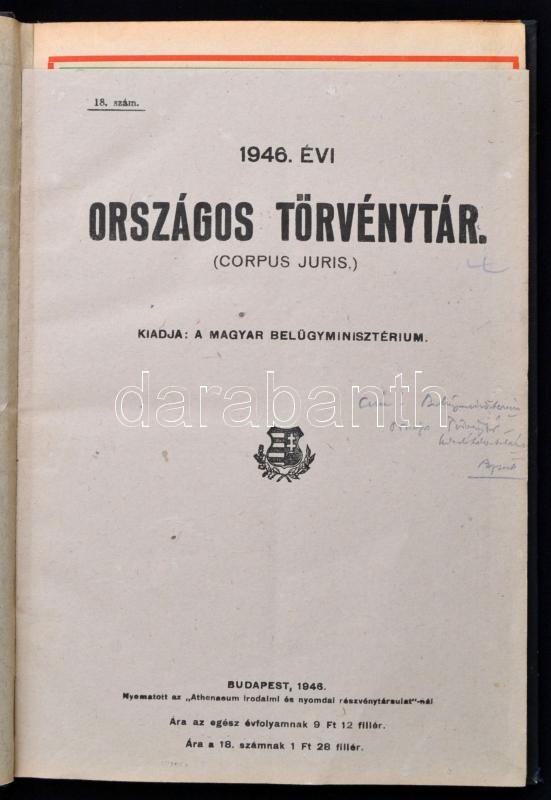 18. szám.
1946. ÉVI
ORSZÁGOS TÖRVÉNYTÁR.
(CORPUS JURIS.)
KIADJA: A MAGYAR BELÜGYMINISZTÉRIUM.
darabanth
BUDAPEST, 1946.
Nyomatott az „Athenaeum irodalmi és nyomdai részvénytársulat"-nál
Ára az egész évfolyamnak 9 Ft 12 fillér.
Ára a 18. számnak 1 Ft 28 fillér.